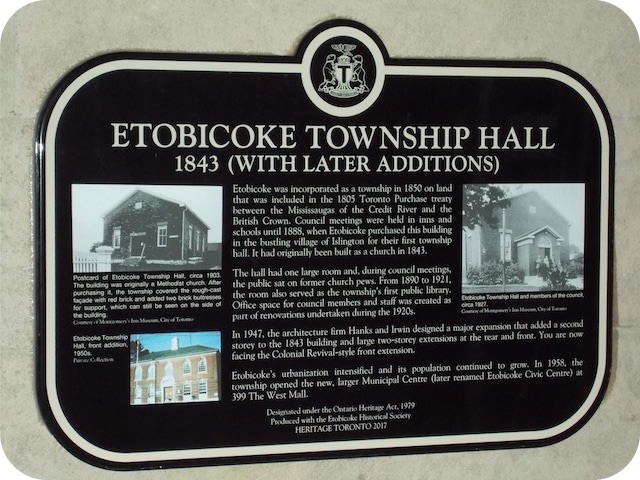 T
ETOBICOKE TOWNSHIP HALL
1843 (WITH LATER ADDITIONS)
Etobicoke was incorporated as a township in 1850 on land
that was included in the 1805 Toronto Purchase treaty
between the Mississaugas of the Credit River and the
British Crown. Council meetings were held in inns and
schools until 1888, when Etobicoke purchased this building
in the bustling village of Islington for their first township
hall. It had originally been built as a church in 1843.
The hall had one large room and, during council meetings,
the public sat on former church pews. From 1890 to 1921,
the room also served as the township's first public library.
Office space for council members and staff was created as
part of renovations undertaken during the 1920s.
In 1947, the architecture firm Hanks and Irwin designed a major expansion that added a second
storey to the 1843 building and large two-storey extensions at the rear and front. You are now
facing the Colonial Revival-style front extension.
Etobicoke's urbanization intensified and its population continued to grow. In 1958, the
township opened the new, larger Municipal Centre (later renamed Etobicoke Civic Centre) at
399 The West Mall.
Postcard of Etobicoke Township Hall, circa 1903.
The building was originally a Methodist church. After
purchasing it, the township covered the rough-cast
façade with red brick and added two brick buttresses
for support, which can still be seen on the side of
the building.
Courtesy of Montgomery's Inn Museum, City of Toronto
Etobicoke Township
Hall, front addition,
1950s.
Private Collection
Etobicoke Township Hall and members of the council,
circa 1927.
Courtesy of Montgomery's Inn Museum, City of Toronto
Designated under the Ontario Heritage Act, 1979
Produced with the Etobicoke Historical Society
HERITAGE TORONTO 2017